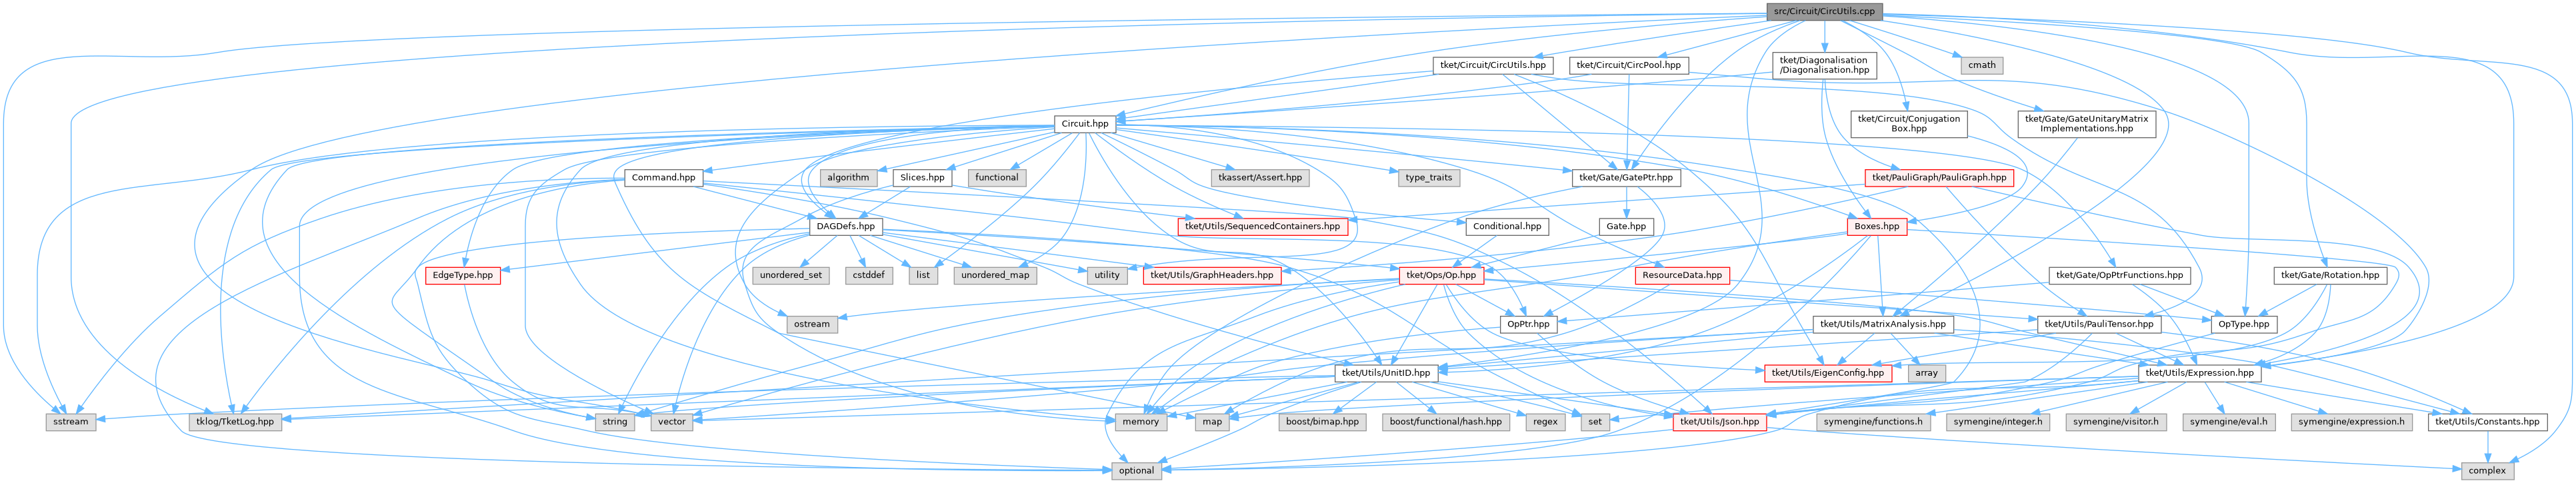 src/Circuit/CircUtils.cpp
tket/Circuit/CircUtils.hpp
tket/Circuit/CircPool.hpp
tket/Diagonalisation
/Diagonalisation.hpp
cmath
tket/Circuit/Conjugation
Box.hpp
tket/Gate/GateUnitaryMatrix
Implementations.hpp
Circuit.hpp
Command.hpp
algorithm
Slices.hpp
functional
tkassert/Assert.hpp
type_traits
tket/Gate/GatePtr.hpp
tket/PauliGraph/PauliGraph.hpp
DAGDefs.hpp
tket/Utils/SequencedContainers.hpp
Conditional.hpp
Gate.hpp
Boxes.hpp
EdgeType.hpp
unordered_set
cstddef
list
unordered_map
utility
tket/Utils/GraphHeaders.hpp
tket/Ops/Op.hpp
ResourceData.hpp
tket/Gate/OpPtrFunctions.hpp
tket/Gate/Rotation.hpp
ostream
OpPtr.hpp
tket/Utils/MatrixAnalysis.hpp
tket/Utils/PauliTensor.hpp
OpType.hpp
tket/Utils/UnitID.hpp
tket/Utils/EigenConfig.hpp
array
tket/Utils/Expression.hpp
sstream
tklog/TketLog.hpp
string
vector
memory
map
boost/bimap.hpp
boost/functional/hash.hpp
regex
set
tket/Utils/Json.hpp
symengine/functions.h
symengine/integer.h
symengine/visitor.h
symengine/eval.h
symengine/expression.h
tket/Utils/Constants.hpp
optional
complex